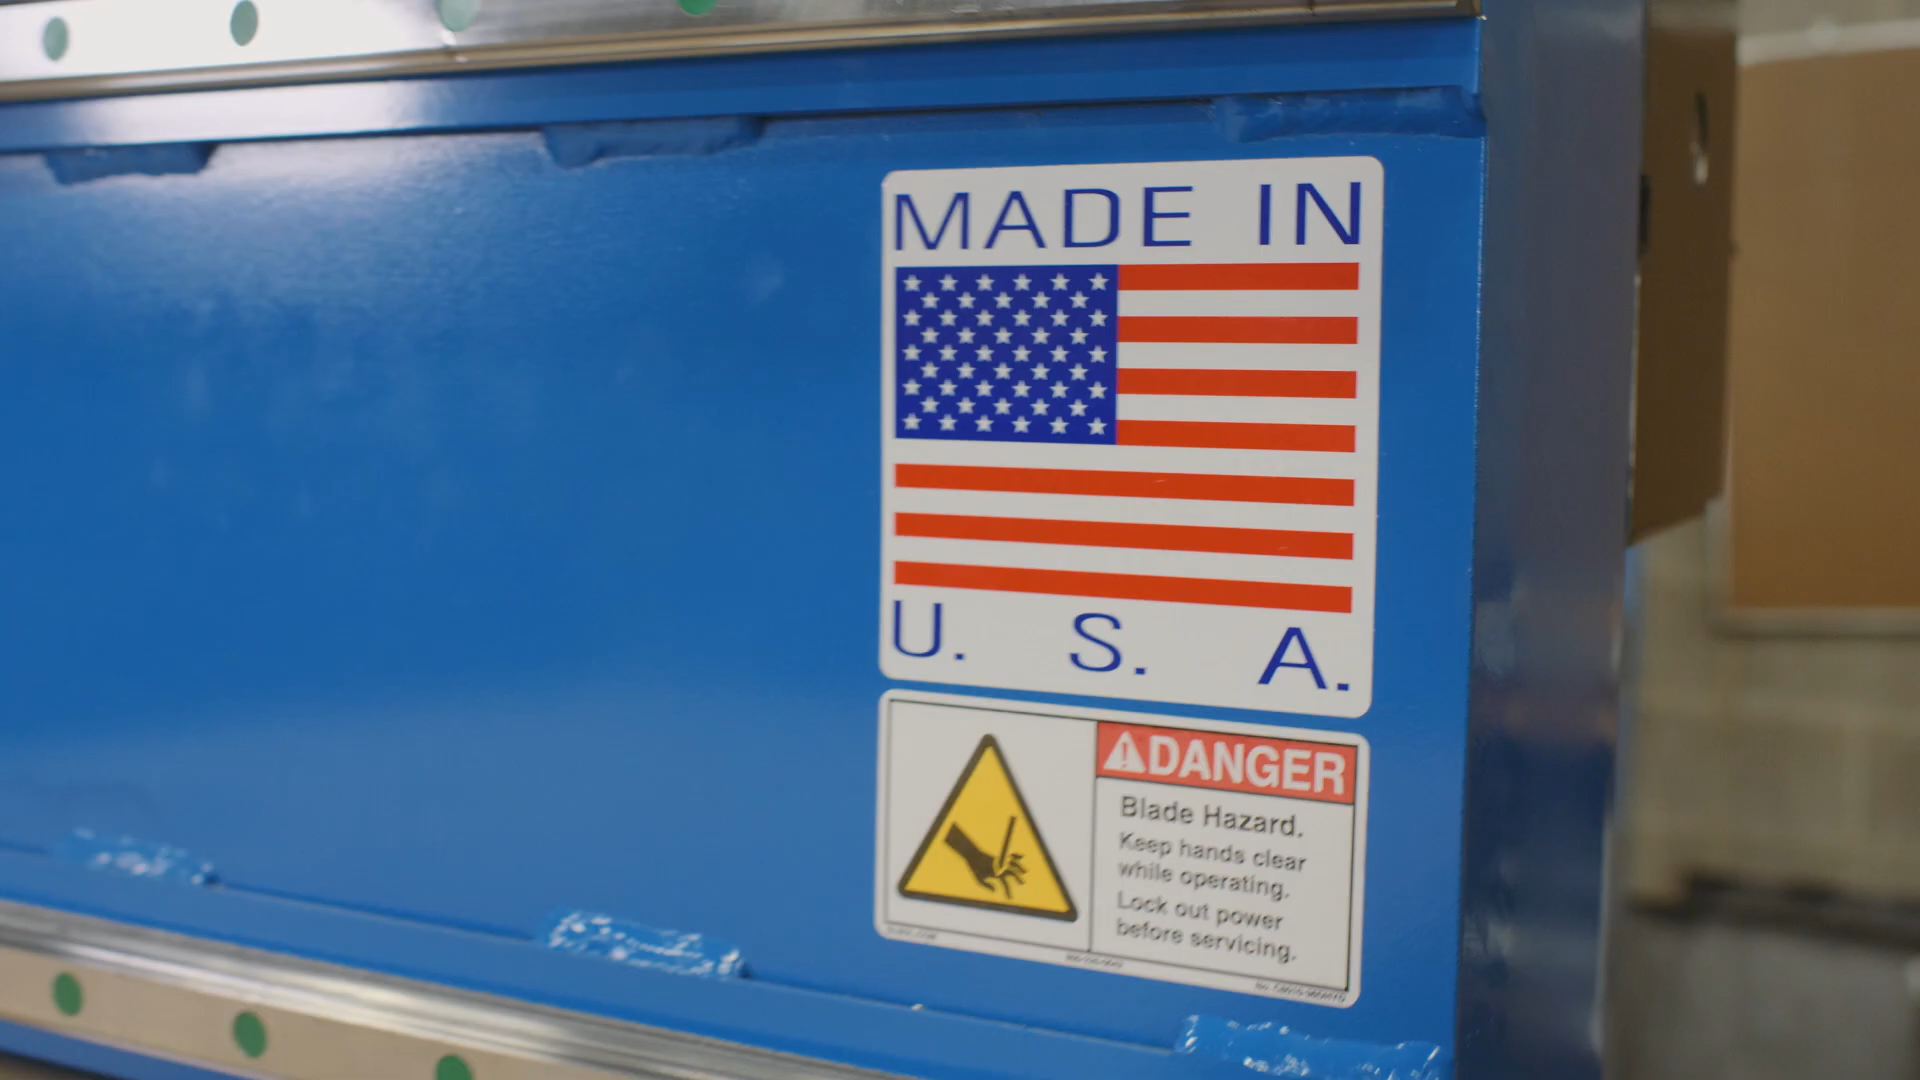 MADE IN
U. S. A.
DANGER
Blade Hazard.
Keep hands clear
while operating.
Lock out power
before servicing.